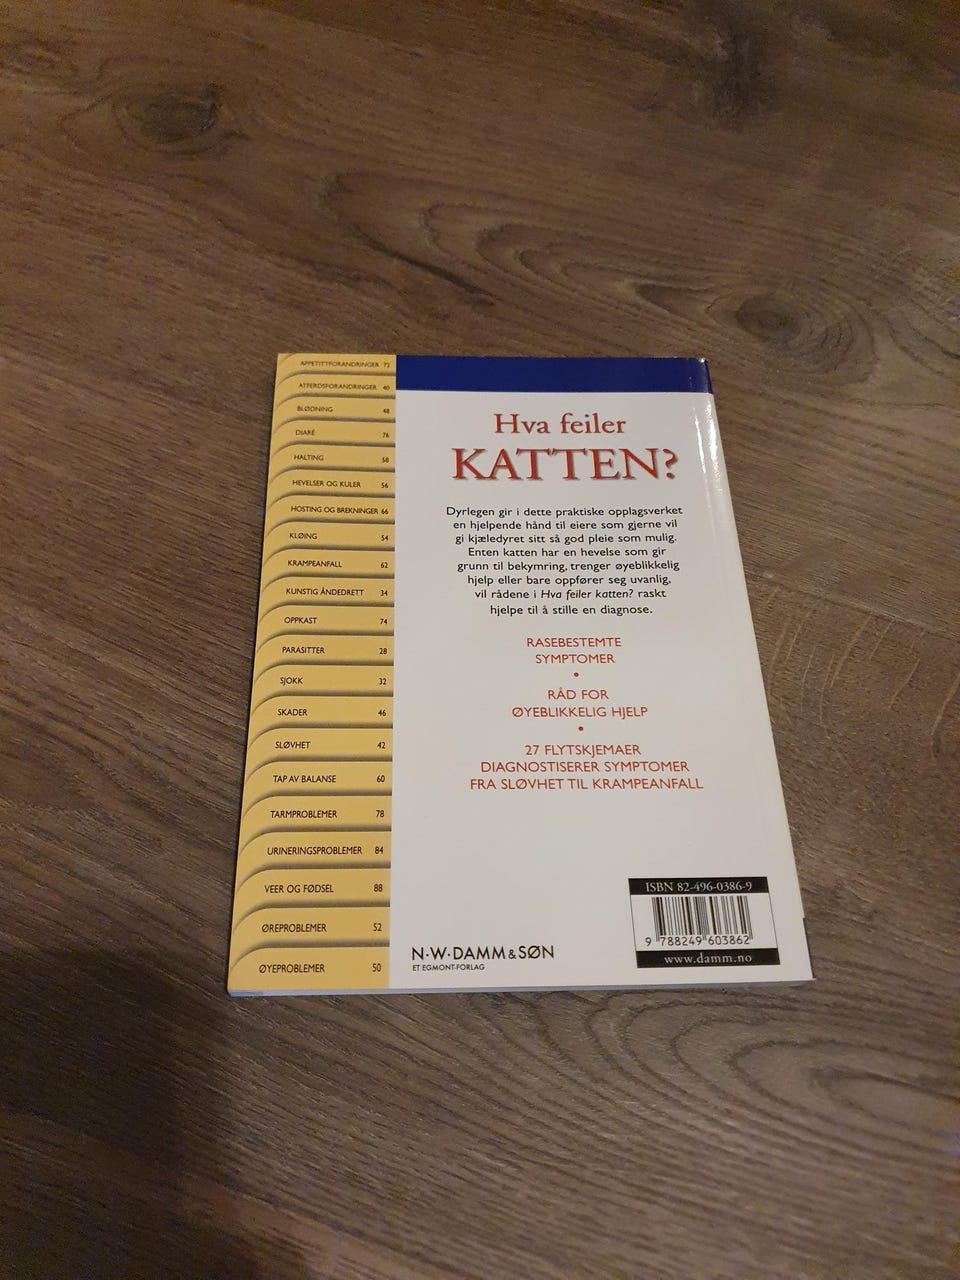 APPETITTFORANDRINGER 72
ATFERDSFORANDRINGER 40
BLØDNING 48
DIARÉ 76
HALTING 58
HEVELSER OG KULER 56
HOSTING OG BREKNINGER 66
KLØING 54
KRAMPEANFALL 62
KUNSTIG ÅNDEDRETT 34
OPPKAST 74
PARASITTER 28
SJOKK 32
SKADER 46
SLØVHET 42
TAP AV BALANSE 60
TARMPROBLEMER 78
URINERINGSPROBLEMER 84
VEER OG FØDSEL 88
ØREPROBLEMER 52
ØYEPROBLEMER 50
Hva feiler
KATTEN?
Dyrlegen gir i dette praktiske opplagsverket
en hjelpende hånd til eiere som gjerne vil
gi kjæledyret sitt så god pleie som mulig.
Enten katten har en hevelse som gir
grunn til bekymring, trenger øyeblikkelig
hjelp eller bare oppfører seg uvanlig,
vil rådene i Hva feiler katten? raskt
hjelpe til å stille en diagnose.
RASEBESTEMTE
SYMPTOMER
•
RÅD FOR
ØYEBLIKKELIG HJELP
•
27 FLYTSKJEMAER
DIAGNOSTISERER SYMPTOMER
FRA SLØVHET TIL KRAMPEANFALL
N·W·DAMM & SØN
ET EGMONT-FORLAG
ISBN 82-496-0386-9
9 788249 603862
www.damm.no